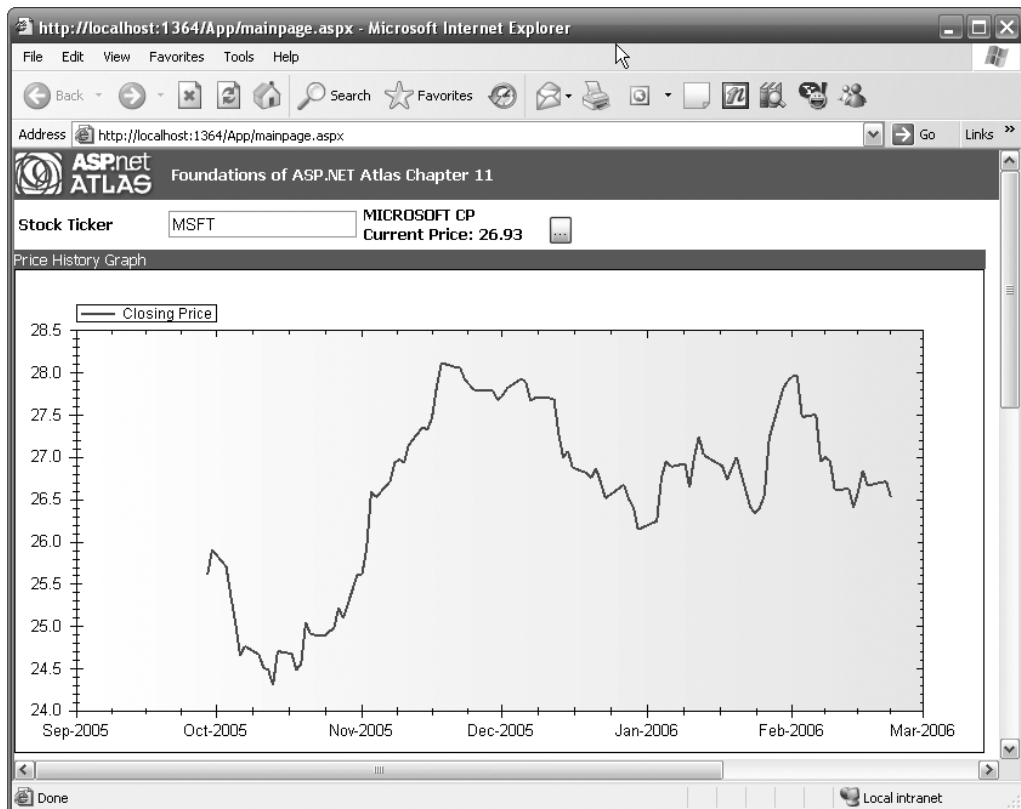 http://localhost:1364/App/mainpage.aspx - Microsoft Internet Explorer
File Edit View Favorites Tools Help
Back Search Favorites
Address http://localhost:1364/App/mainpage.aspx Go Links »
ASP.net
ATLAS
Foundations of ASP.NET Atlas Chapter 11
Stock Ticker MSFT
MICROSOFT CP
Current Price: 26.93
...
Price History Graph
Closing Price
28.5
28.0
27.5
27.0
26.5
26.0
25.5
25.0
24.5
24.0
Sep-2005 Oct-2005 Nov-2005 Dec-2005 Jan-2006 Feb-2006 Mar-2006
Done Local intranet